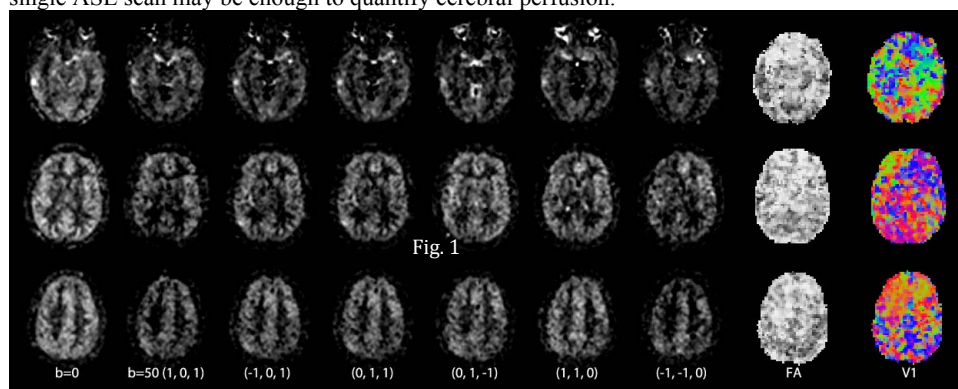 single ASL scan may be enough to quantify cerebral perfusion.
Fig. 1
b=0 b=50 (1, 0, 1) (-1, 0, 1) (0, 1, 1) (0, 1, -1) (1, 1, 0) (-1, -1, 0) FA V1